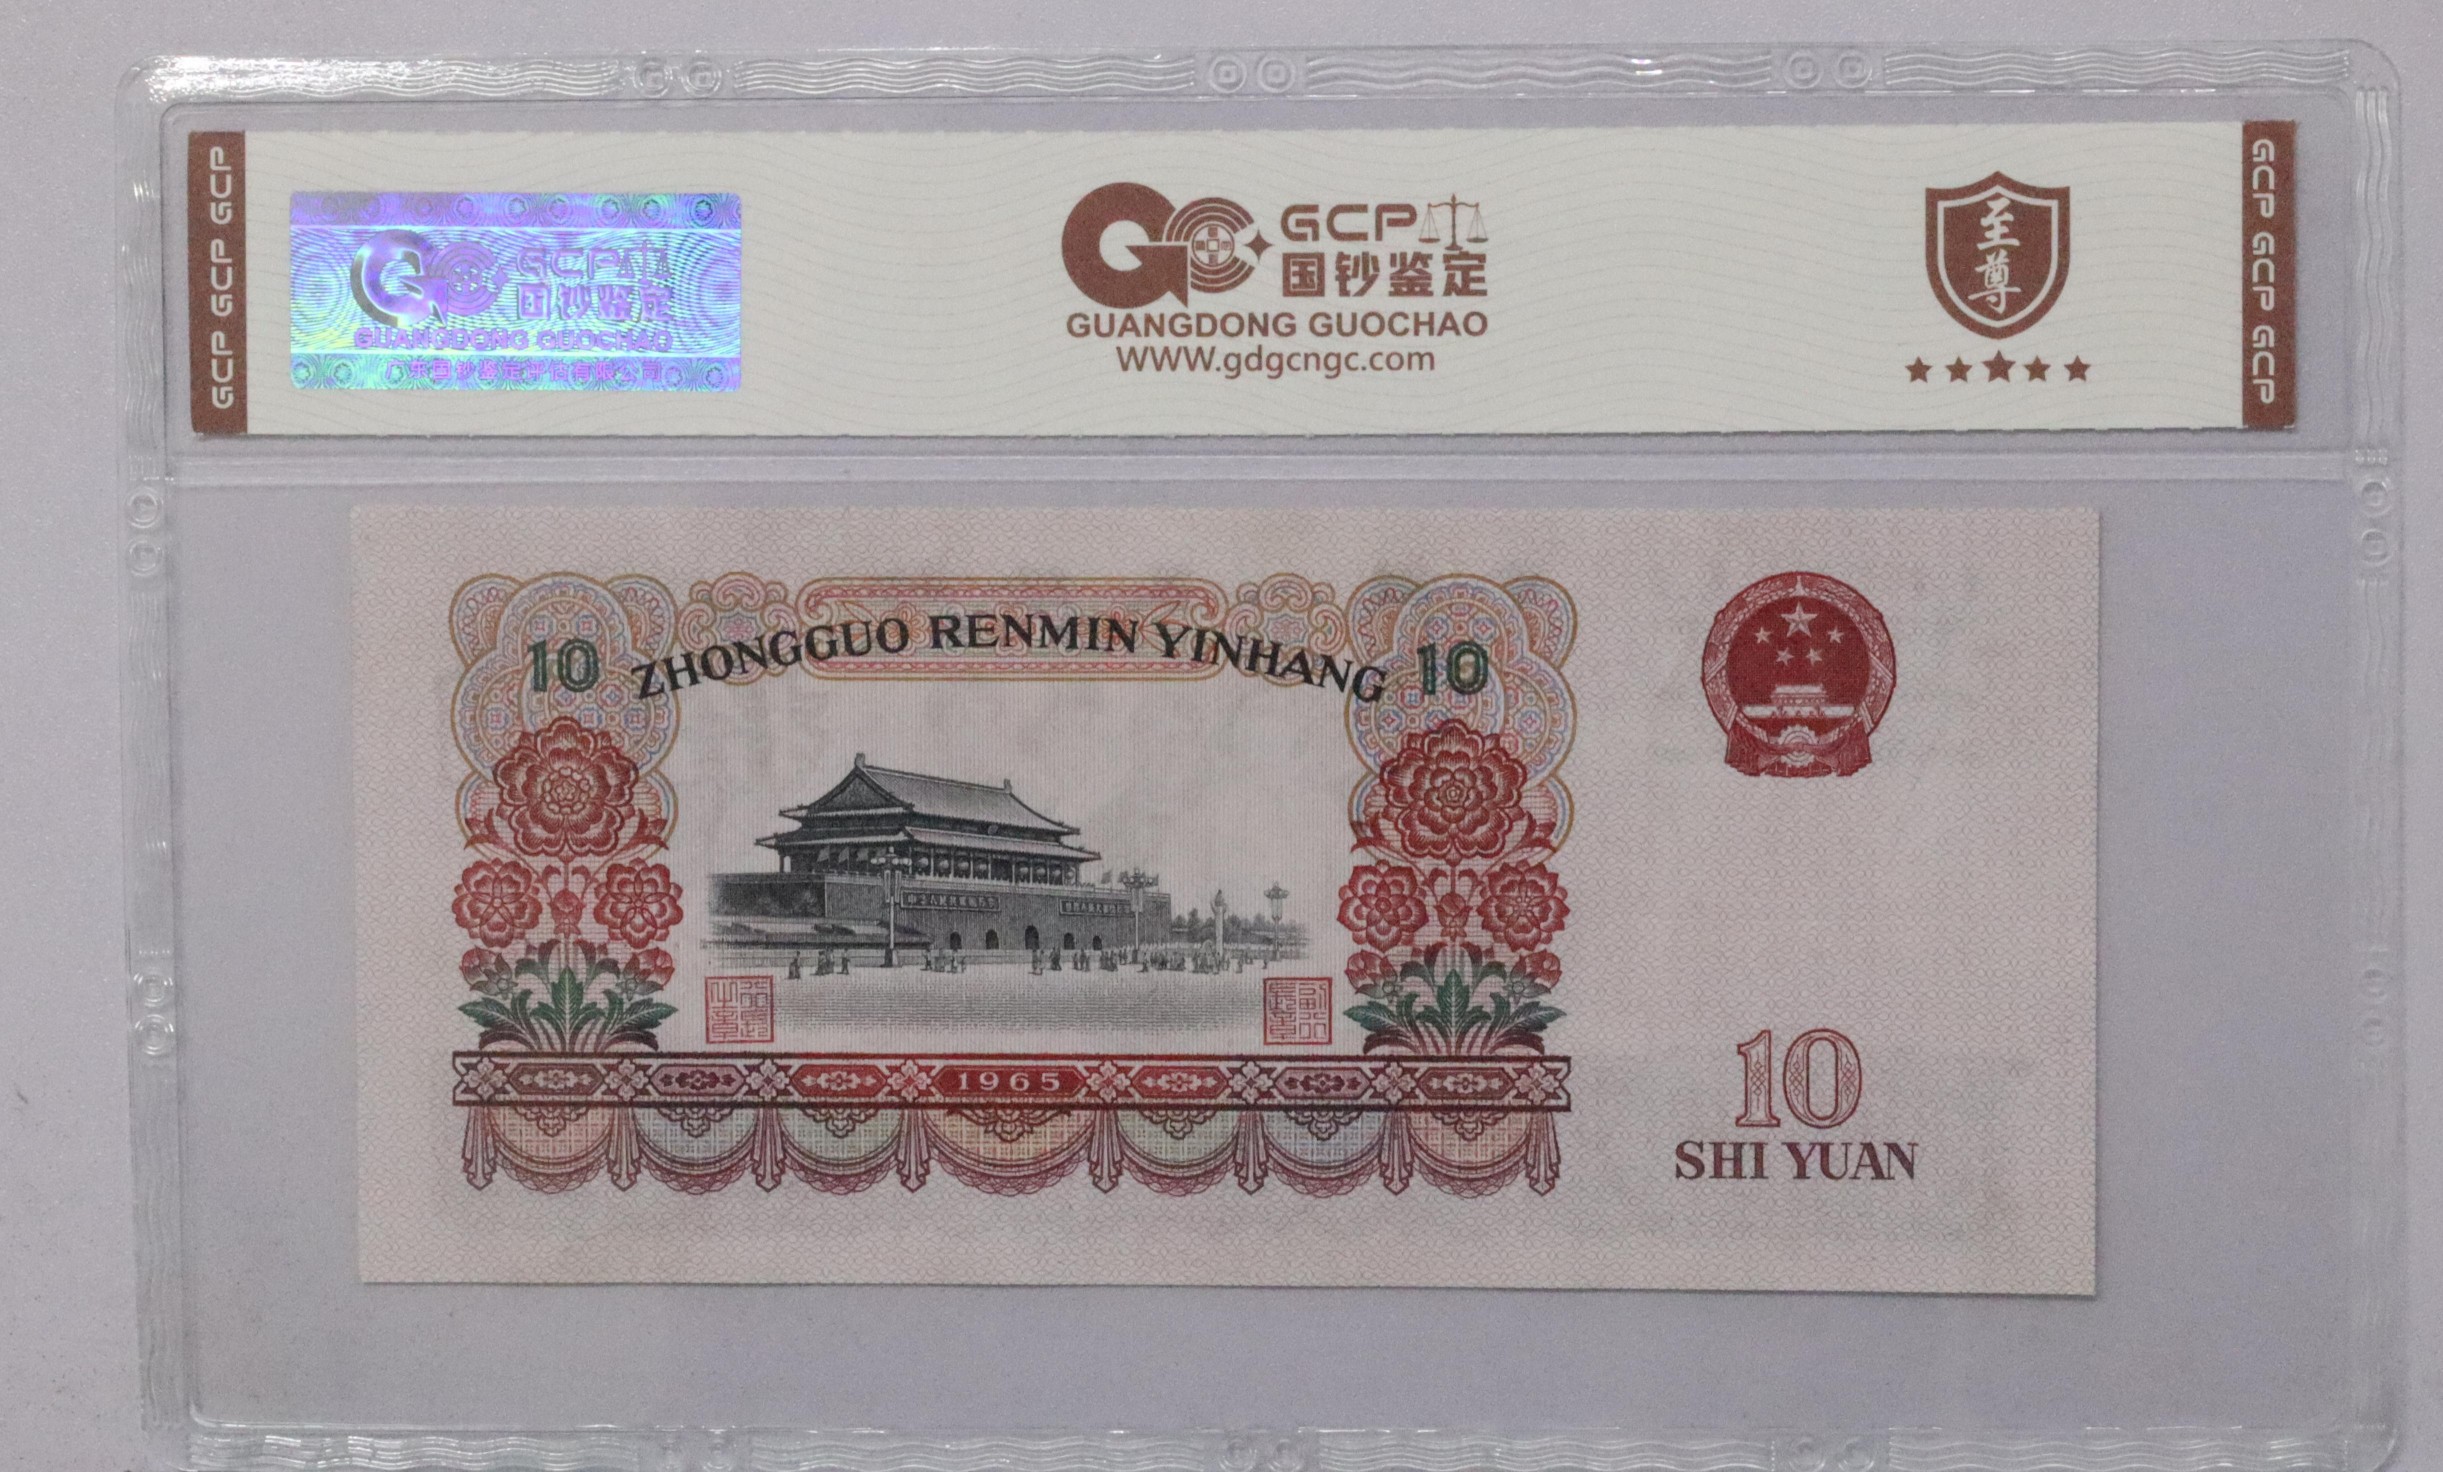 GCP GCP GCP
GCP
国钞鉴定
GUANGDONG GUOCHAO
广东国钞鉴定评估有限公司
GCP
国钞鉴定
GUANGDONG GUOCHAO
WWW.gdgcngc.com
至尊
GCP GCP GCP
10 ZHONGGUO RENMIN YINHANG 10
1965
10
SHI YUAN